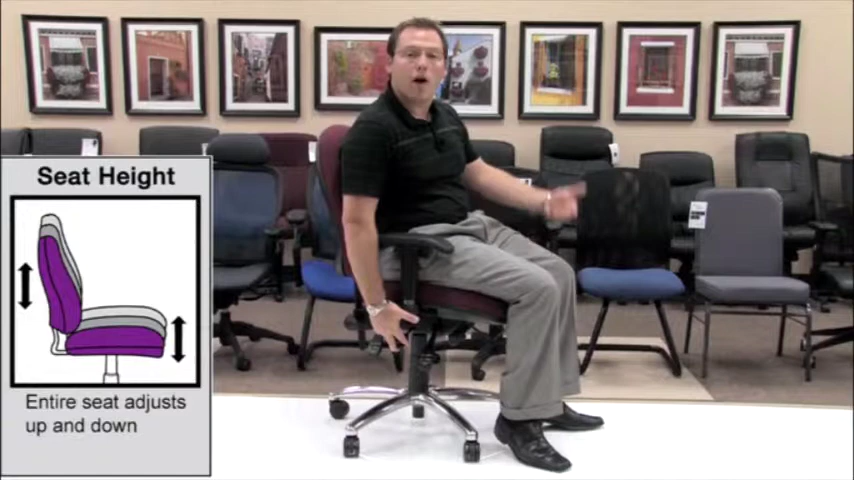 Seat Height
Entire seat adjusts
up and down